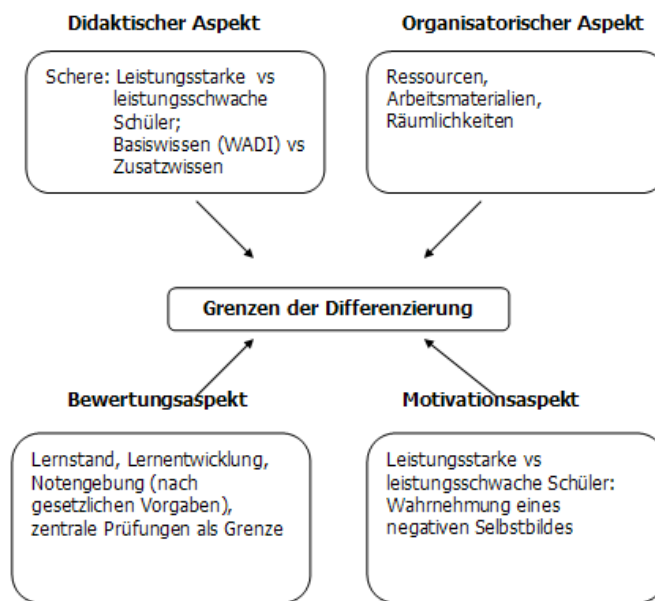 Didaktischer Aspekt
Schere: Leistungsstarke vs
leistungsschwache
Schüler;
Basiswissen (WADI) vs
Zusatzwissen
Organisatorischer Aspekt
Ressourcen,
Arbeitsmaterialien,
Räumlichkeiten
Grenzen der Differenzierung
Bewertungsaspekt
Lernstand, Lernentwicklung,
Notengebung (nach
gesetzlichen Vorgaben),
zentrale Prüfungen als Grenze
Motivationsaspekt
Leistungsstarke vs
leistungsschwache Schüler:
Wahrnehmung eines
negativen Selbstbildes